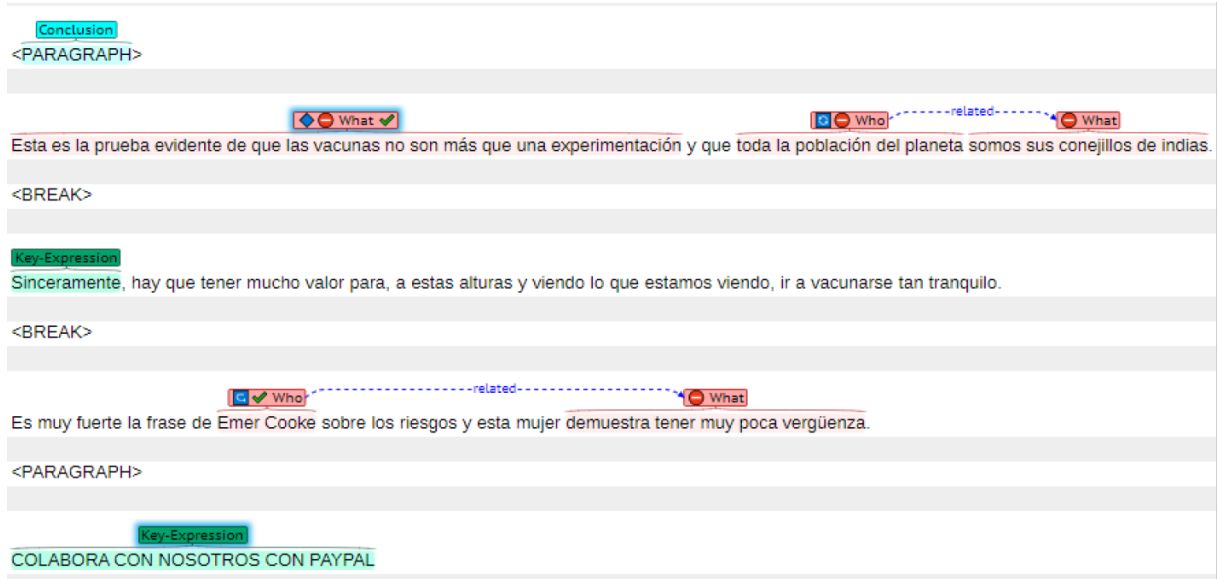 Conclusion
<PARAGRAPH>
What Who related What
Esta es la prueba evidente de que las vacunas no son más que una experimentación y que toda la población del planeta somos sus conejillos de indias.
<BREAK>
Key-Expression
Sinceramente, hay que tener mucho valor para, a estas alturas y viendo lo que estamos viendo, ir a vacunarse tan tranquilo.
<BREAK>
Who related What
Es muy fuerte la frase de Emer Cooke sobre los riesgos y esta mujer demuestra tener muy poca vergüenza.
<PARAGRAPH>
Key-Expression
COLABORA CON NOSOTROS CON PAYPAL